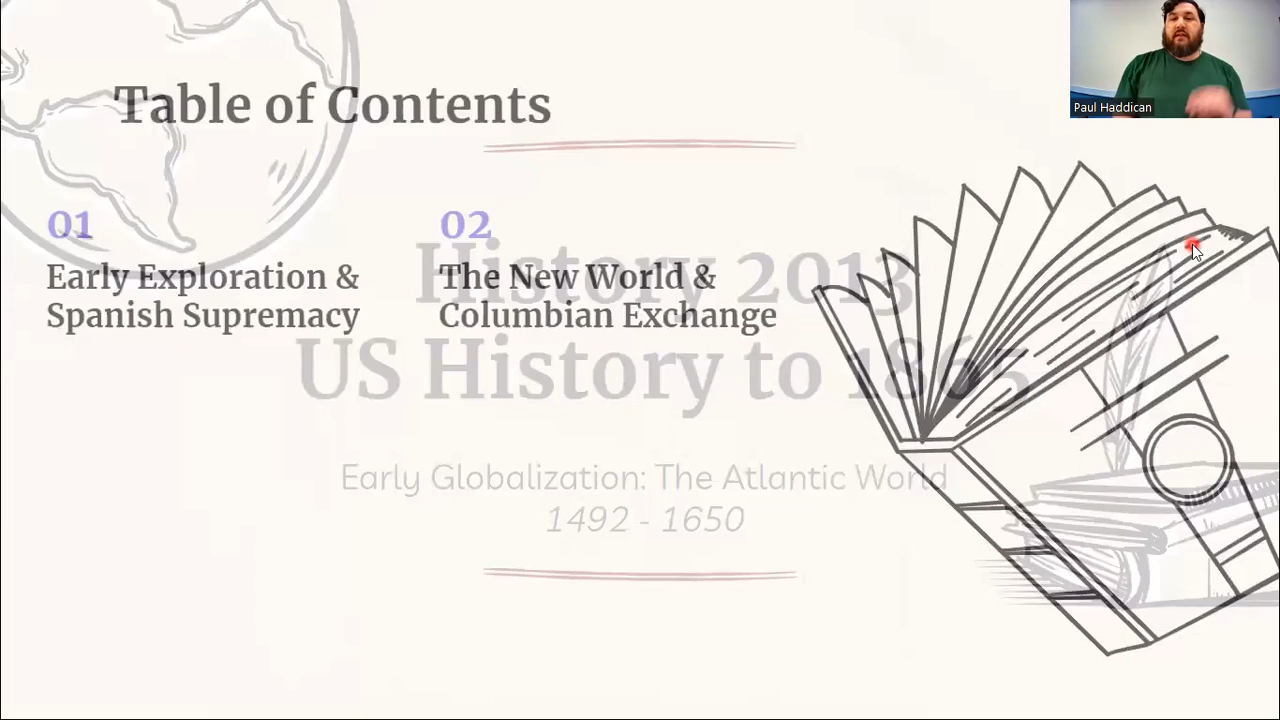 Paul Haddican
Table of Contents
01
Early Exploration &
Spanish Supremacy
02
The New World &
Columbian Exchange
History 2013
US History to 1865
Early Globalization: The Atlantic World
1492 - 1650